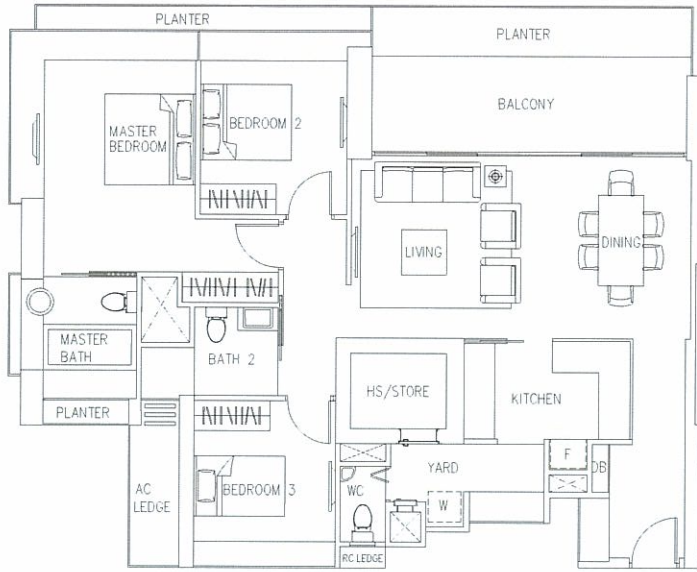 PLANTER
PLANTER
BALCONY
MASTER
BEDROOM
BEDROOM 2
LIVING
DINING
MASTER
BATH
BATH 2
HS/STORE
KITCHEN
PLANTER
F
DB
YARD
AC
LEDGE
BEDROOM 3
WC
W
RC LEDGE